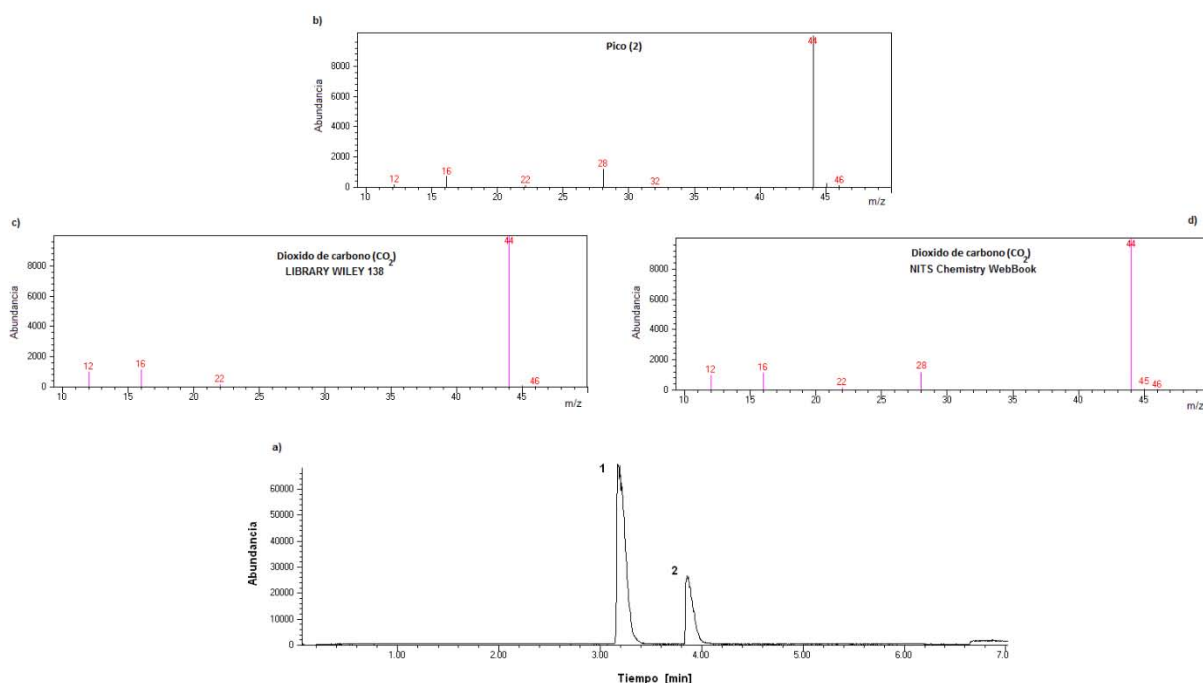 b)
Pico (2)
Abundancia
8000
6000
4000
2000
0
12
16
22
28
32
44
46
10 15 20 25 30 35 40 45
m/z
c)
Dioxido de carbono (CO2)
LIBRARY WILEY 138
Abundancia
8000
6000
4000
2000
0
12
16
22
44
46
10 15 20 25 30 35 40 45
m/z
d)
Dioxido de carbono (CO2)
NITS Chemistry WebBook
Abundancia
8000
6000
4000
2000
0
12
16
22
28
44
45
46
10 15 20 25 30 35 40 45
m/z
a)
Abundancia
60000
50000
40000
30000
20000
10000
0
1
2
1.00 2.00 3.00 4.00 5.00 6.00 7.0
Tiempo [min]